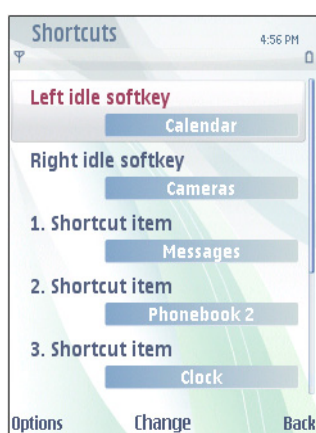 Shortcuts
4:56 PM
Left idle softkey
Calendar
Right idle softkey
Cameras
1. Shortcut item
Messages
2. Shortcut item
Phonebook 2
3. Shortcut item
Clock
Options Change Back